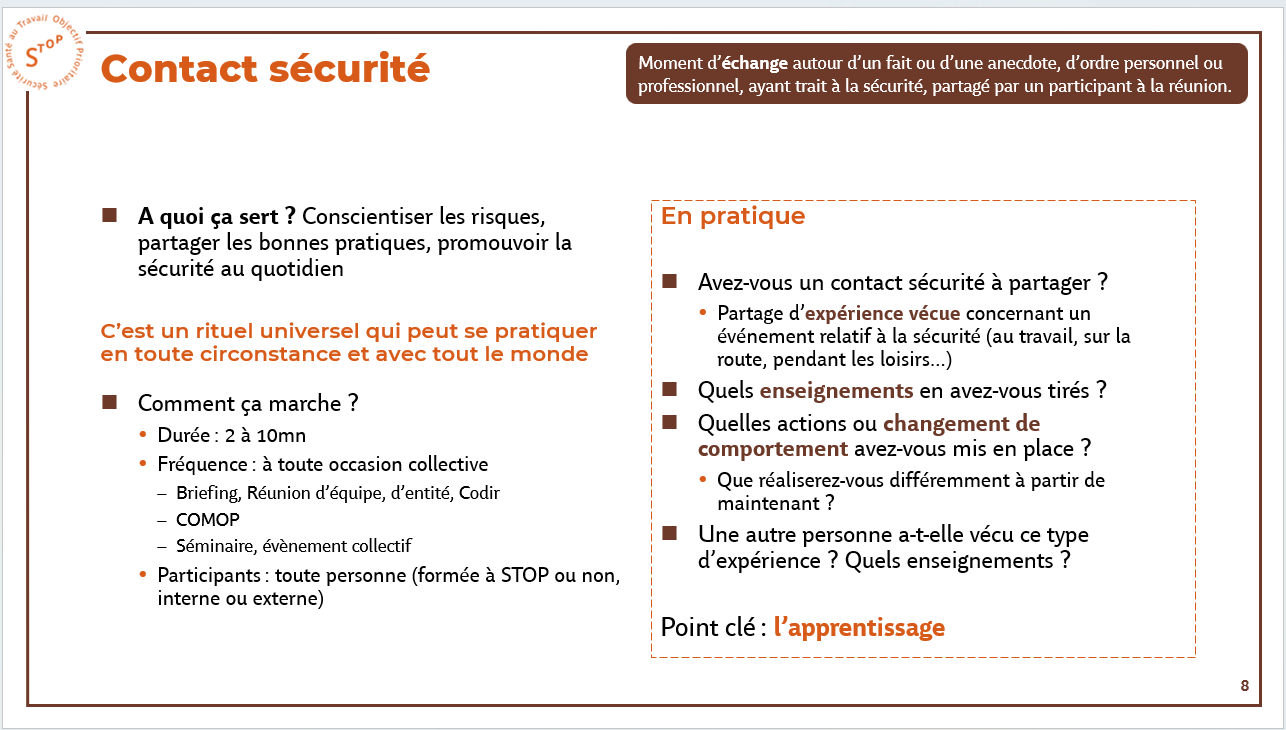 Santé au Travail Objectif Prioritaire Sécurité
STOP
Contact sécurité
Moment d’échange autour d’un fait ou d’une anecdote, d’ordre personnel ou
professionnel, ayant trait à la sécurité, partagé par un participant à la réunion.
A quoi ça sert ? Conscientiser les risques,
partager les bonnes pratiques, promouvoir la
sécurité au quotidien
C’est un rituel universel qui peut se pratiquer
en toute circonstance et avec tout le monde
Comment ça marche ?
Durée : 2 à 10mn
Fréquence : à toute occasion collective
– Briefing, Réunion d’équipe, d’entité, Codir
– COMOP
– Séminaire, évènement collectif
Participants : toute personne (formée à STOP ou non,
interne ou externe)
En pratique
Avez-vous un contact sécurité à partager ?
Partage d’expérience vécue concernant un
événement relatif à la sécurité (au travail, sur la
route, pendant les loisirs…)
Quels enseignements en avez-vous tirés ?
Quelles actions ou changement de
comportement avez-vous mis en place ?
Que réaliserez-vous différemment à partir de
maintenant ?
Une autre personne a-t-elle vécu ce type
d’expérience ? Quels enseignements ?
Point clé : l’apprentissage
8